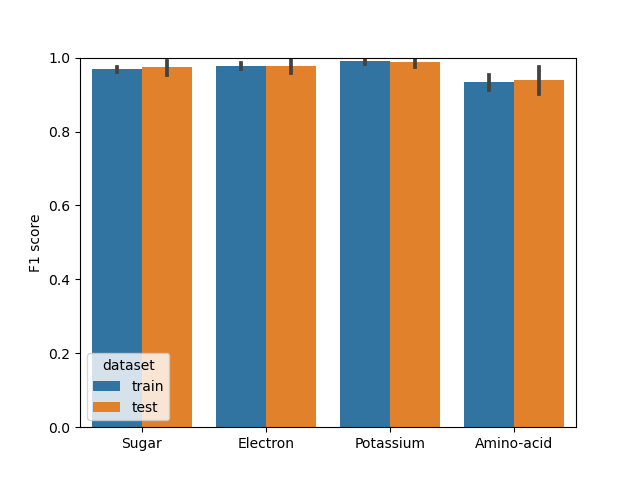 1.0
0.8
0.6
0.4
0.2
0.0
F1 score
dataset
train
test
Sugar Electron Potassium Amino-acid